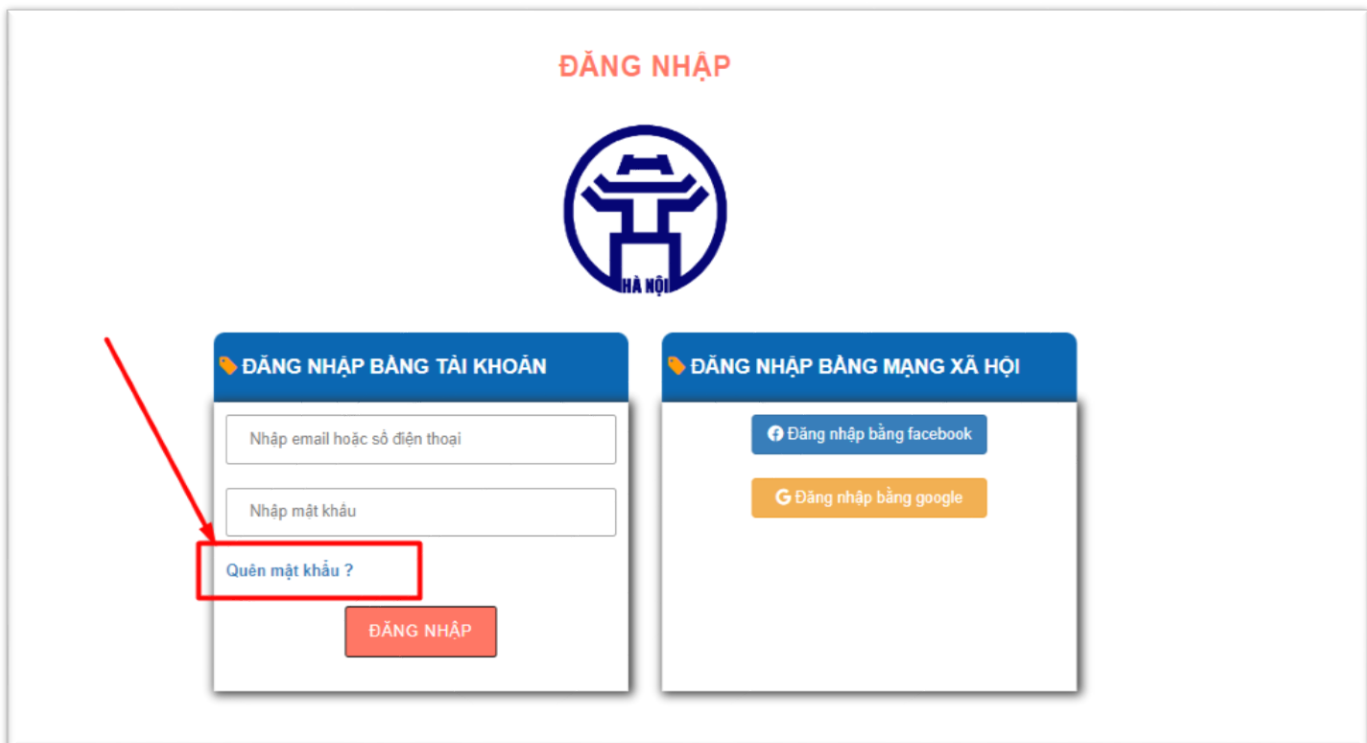 ĐĂNG NHẬP
HÀ NỘI
ĐĂNG NHẬP BẰNG TÀI KHOẢN
Nhập email hoặc số điện thoại
Nhập mật khẩu
Quên mật khẩu ?
ĐĂNG NHẬP
ĐĂNG NHẬP BẰNG MẠNG XÃ HỘI
Đăng nhập bằng facebook
Đăng nhập bằng google